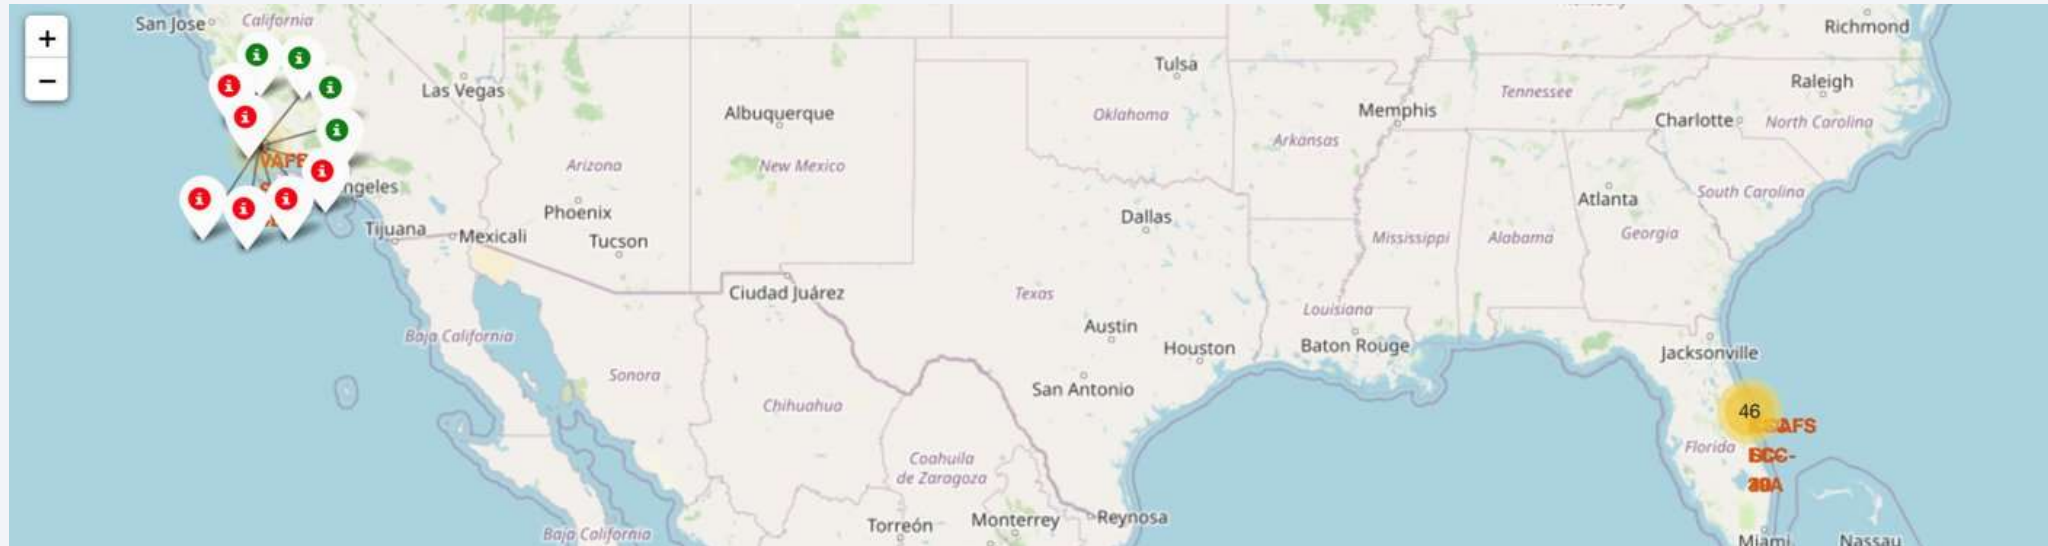 +
−
San Jose
California
Las Vegas
VAFB
ngeles
Tijuana
Mexicali
Arizona
Phoenix
Tucson
Albuquerque
New Mexico
Ciudad Juárez
Baja California
Sonora
Chihuahua
Coahuila
de Zaragoza
Torreón
Monterrey
Reynosa
Baja California
Tulsa
Oklahoma
Dallas
Texas
Austin
Houston
San Antonio
Arkansas
Memphis
Tennessee
Mississippi
Alabama
Louisiana
Baton Rouge
Georgia
Atlanta
Richmond
Raleigh
Charlotte
North Carolina
South Carolina
Jacksonville
46
Florida
Miami
Nassau